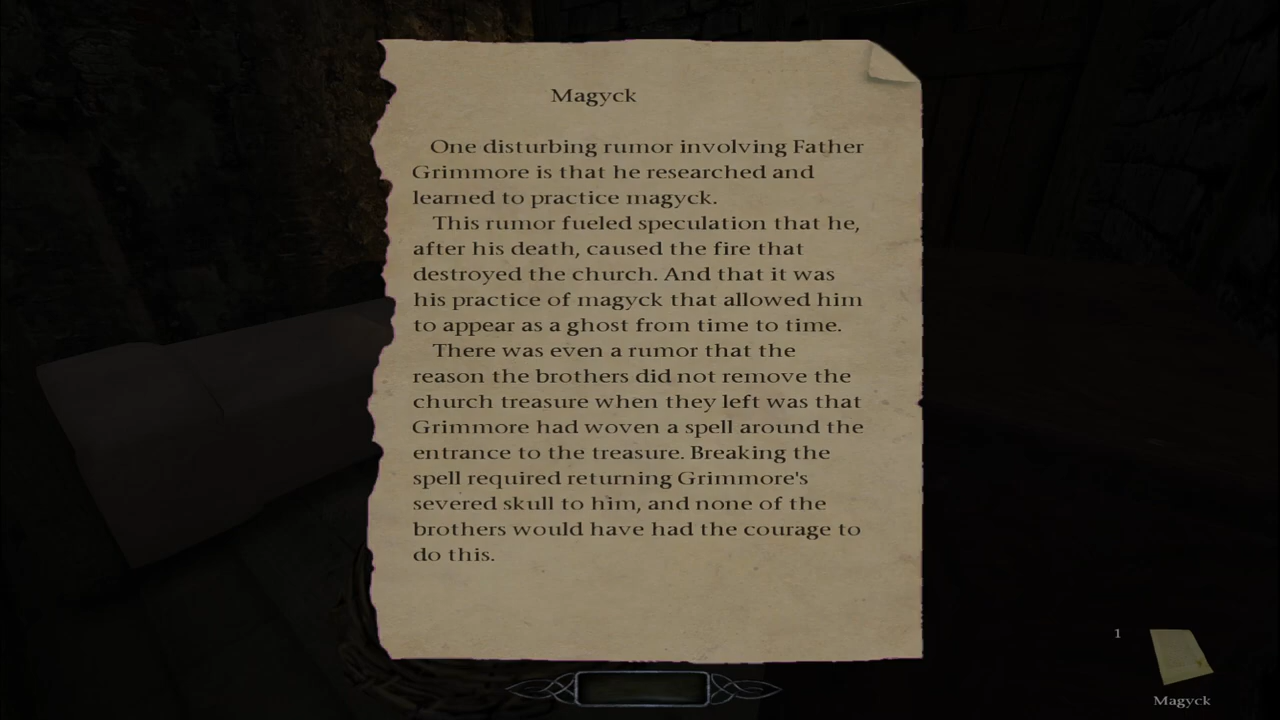 Magyck
One disturbing rumor involving Father
Grimmore is that he researched and
learned to practice magyck.
This rumor fueled speculation that he,
after his death, caused the fire that
destroyed the church. And that it was
his practice of magyck that allowed him
to appear as a ghost from time to time.
There was even a rumor that the
reason the brothers did not remove the
church treasure when they left was that
Grimmore had woven a spell around the
entrance to the treasure. Breaking the
spell required returning Grimmore's
severed skull to him, and none of the
brothers would have had the courage to
do this.
1
Magyck